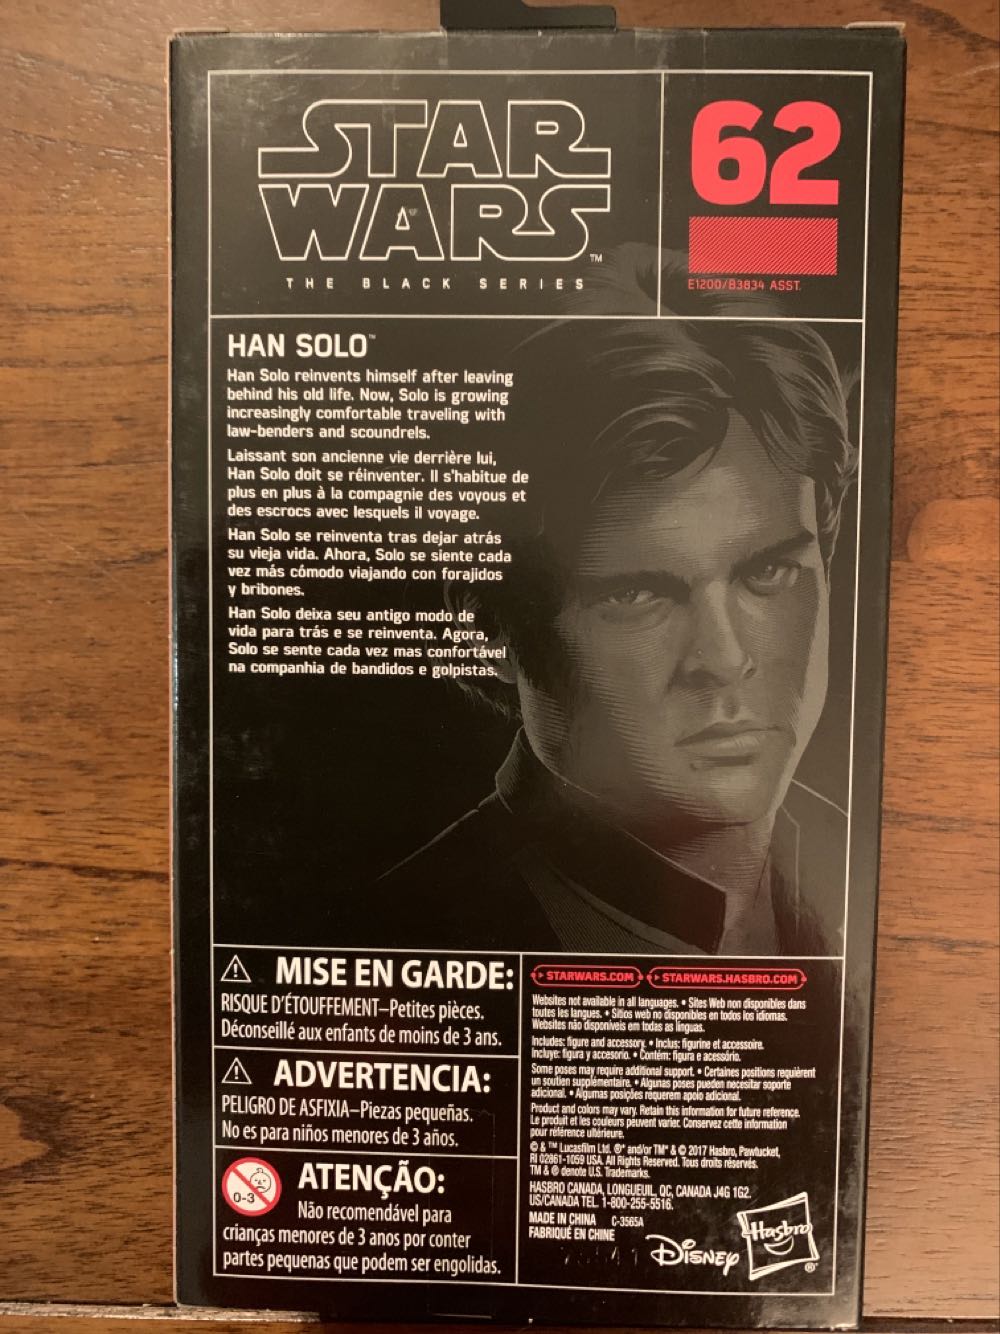 STAR
WARS™
THE BLACK SERIES
62
E1200/B3834 ASST.
HAN SOLO™
Han Solo reinvents himself after leaving
behind his old life. Now, Solo is growing
increasingly comfortable traveling with
law-benders and scoundrels.
Laissant son ancienne vie derrière lui,
Han Solo doit se réinventer. Il s'habitue de
plus en plus à la compagnie des voyous et
des escrocs avec lesquels il voyage.
Han Solo se reinventa tras dejar atrás
su vieja vida. Ahora, Solo se siente cada
vez más cómodo viajando con forajidos
y bribones.
Han Solo deixa seu antigo modo de
vida para trás e se reinventa. Agora,
Solo se sente cada vez mas confortável
na companhia de bandidos e golpistas.
MISE EN GARDE:
RISQUE D'ÉTOUFFEMENT–Petites pièces.
Déconseillé aux enfants de moins de 3 ans.
ADVERTENCIA:
PELIGRO DE ASFIXIA–Piezas pequeñas.
No es para niños menores de 3 años.
0-3
ATENÇÃO:
Não recomendável para
crianças menores de 3 anos por conter
partes pequenas que podem ser engolidas.
STARWARS.COM STARWARS.HASBRO.COM
Websites not available in all languages. • Sites Web non disponibles dans
toutes les langues. • Sitios web no disponibles en todos los idiomas.
Websites não disponíveis em todas as línguas.
Includes: figure and accessory. • Inclus: figurine et accessoire.
Incluye: figura y accesorio. • Contém: figura e acessório.
Some poses may require additional support. • Certaines positions requièrent
un soutien supplémentaire. • Algunas poses pueden necesitar soporte
adicional. • Algumas posições requerem apoio adicional.
Product and colors may vary. Retain this information for future reference.
Le produit et les couleurs peuvent varier. Conservez cette information
pour référence ultérieure.
© & ™ Lucasfilm Ltd. ®* and/or TM* & © 2017 Hasbro, Pawtucket,
RI 02861-1059 USA. All Rights Reserved. Tous droits réservés.
TM & ® denote U.S. Trademarks.
HASBRO CANADA, LONGUEUIL, QC, CANADA J4G 1G2.
US/CANADA TEL. 1-800-255-5516.
MADE IN CHINA C-3565A
FABRIQUÉ EN CHINE
Disney
Hasbro®